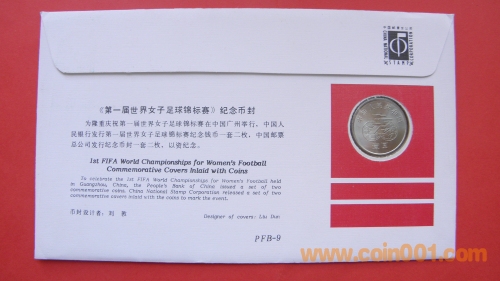 《第一届世界女子足球锦标赛》纪念币封
为隆重庆祝第一届世界女子足球锦标赛在中国广州举行，中国人
民银行发行第一届世界女子足球锦标赛纪念钱币一套二枚，中国邮票
总公司发行纪念币封一套二枚，以资纪念。
1st FIFA World Championships for Women's Football
Commemorative Covers Inlaid with Coins
To celebrate the 1st FIFA World Championships for Women's Football held
in Guangzhou, China, the People's Bank of China issued a set of two
commemorative coins. China National Stamp Corporation released a set of two
commemorative covers inlaid with the coins to mark the event.
币封设计者：刘敦
Designer of covers: Liu Dun
PFB-9
www.coin001.com